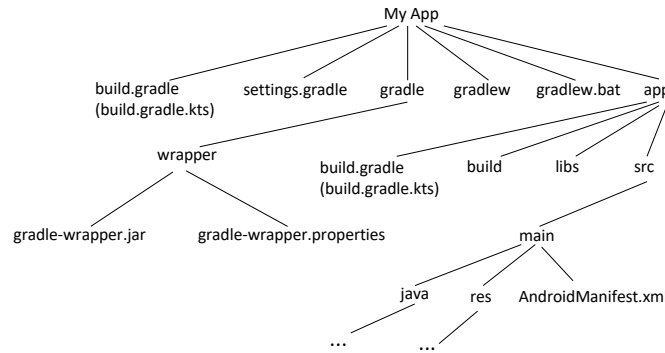 My App
build.gradle
(build.gradle.kts)
settings.gradle
gradle
gradlew
gradlew.bat
app
wrapper
build.gradle
(build.gradle.kts)
build
libs
src
gradle-wrapper.jar
gradle-wrapper.properties
main
java
res
AndroidManifest.xm
...
...